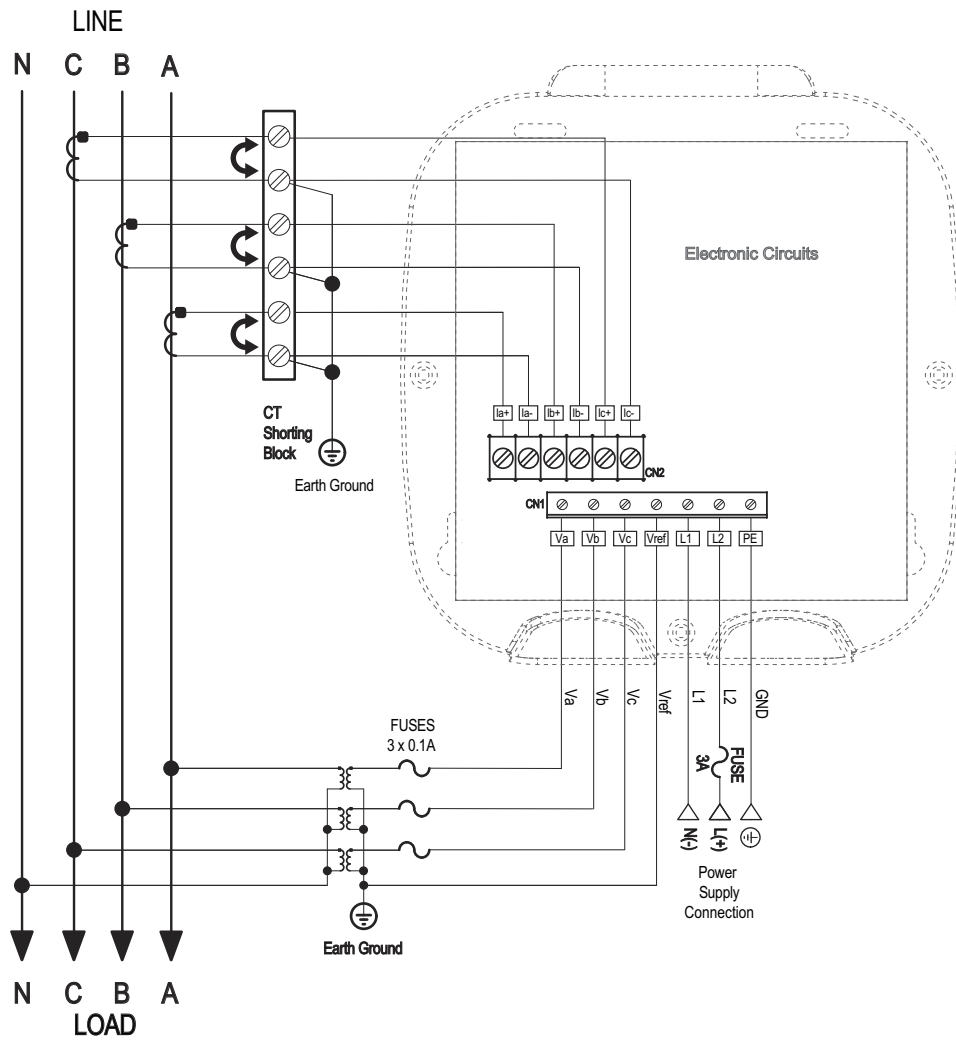 LINE
N C B A
Electronic Circuits
CT
Shorting
Block
Earth Ground
Ia+ Ia- Ib+ Ib- Ic+ Ic-
CN2
CN1
Va Vb Vc Vref L1 L2 PE
Va Vb Vc Vref L1 L2 GND
FUSES
3 x 0.1A
FUSE
3A
N(-) L(+)
Power
Supply
Connection
Earth Ground
N C B A
LOAD